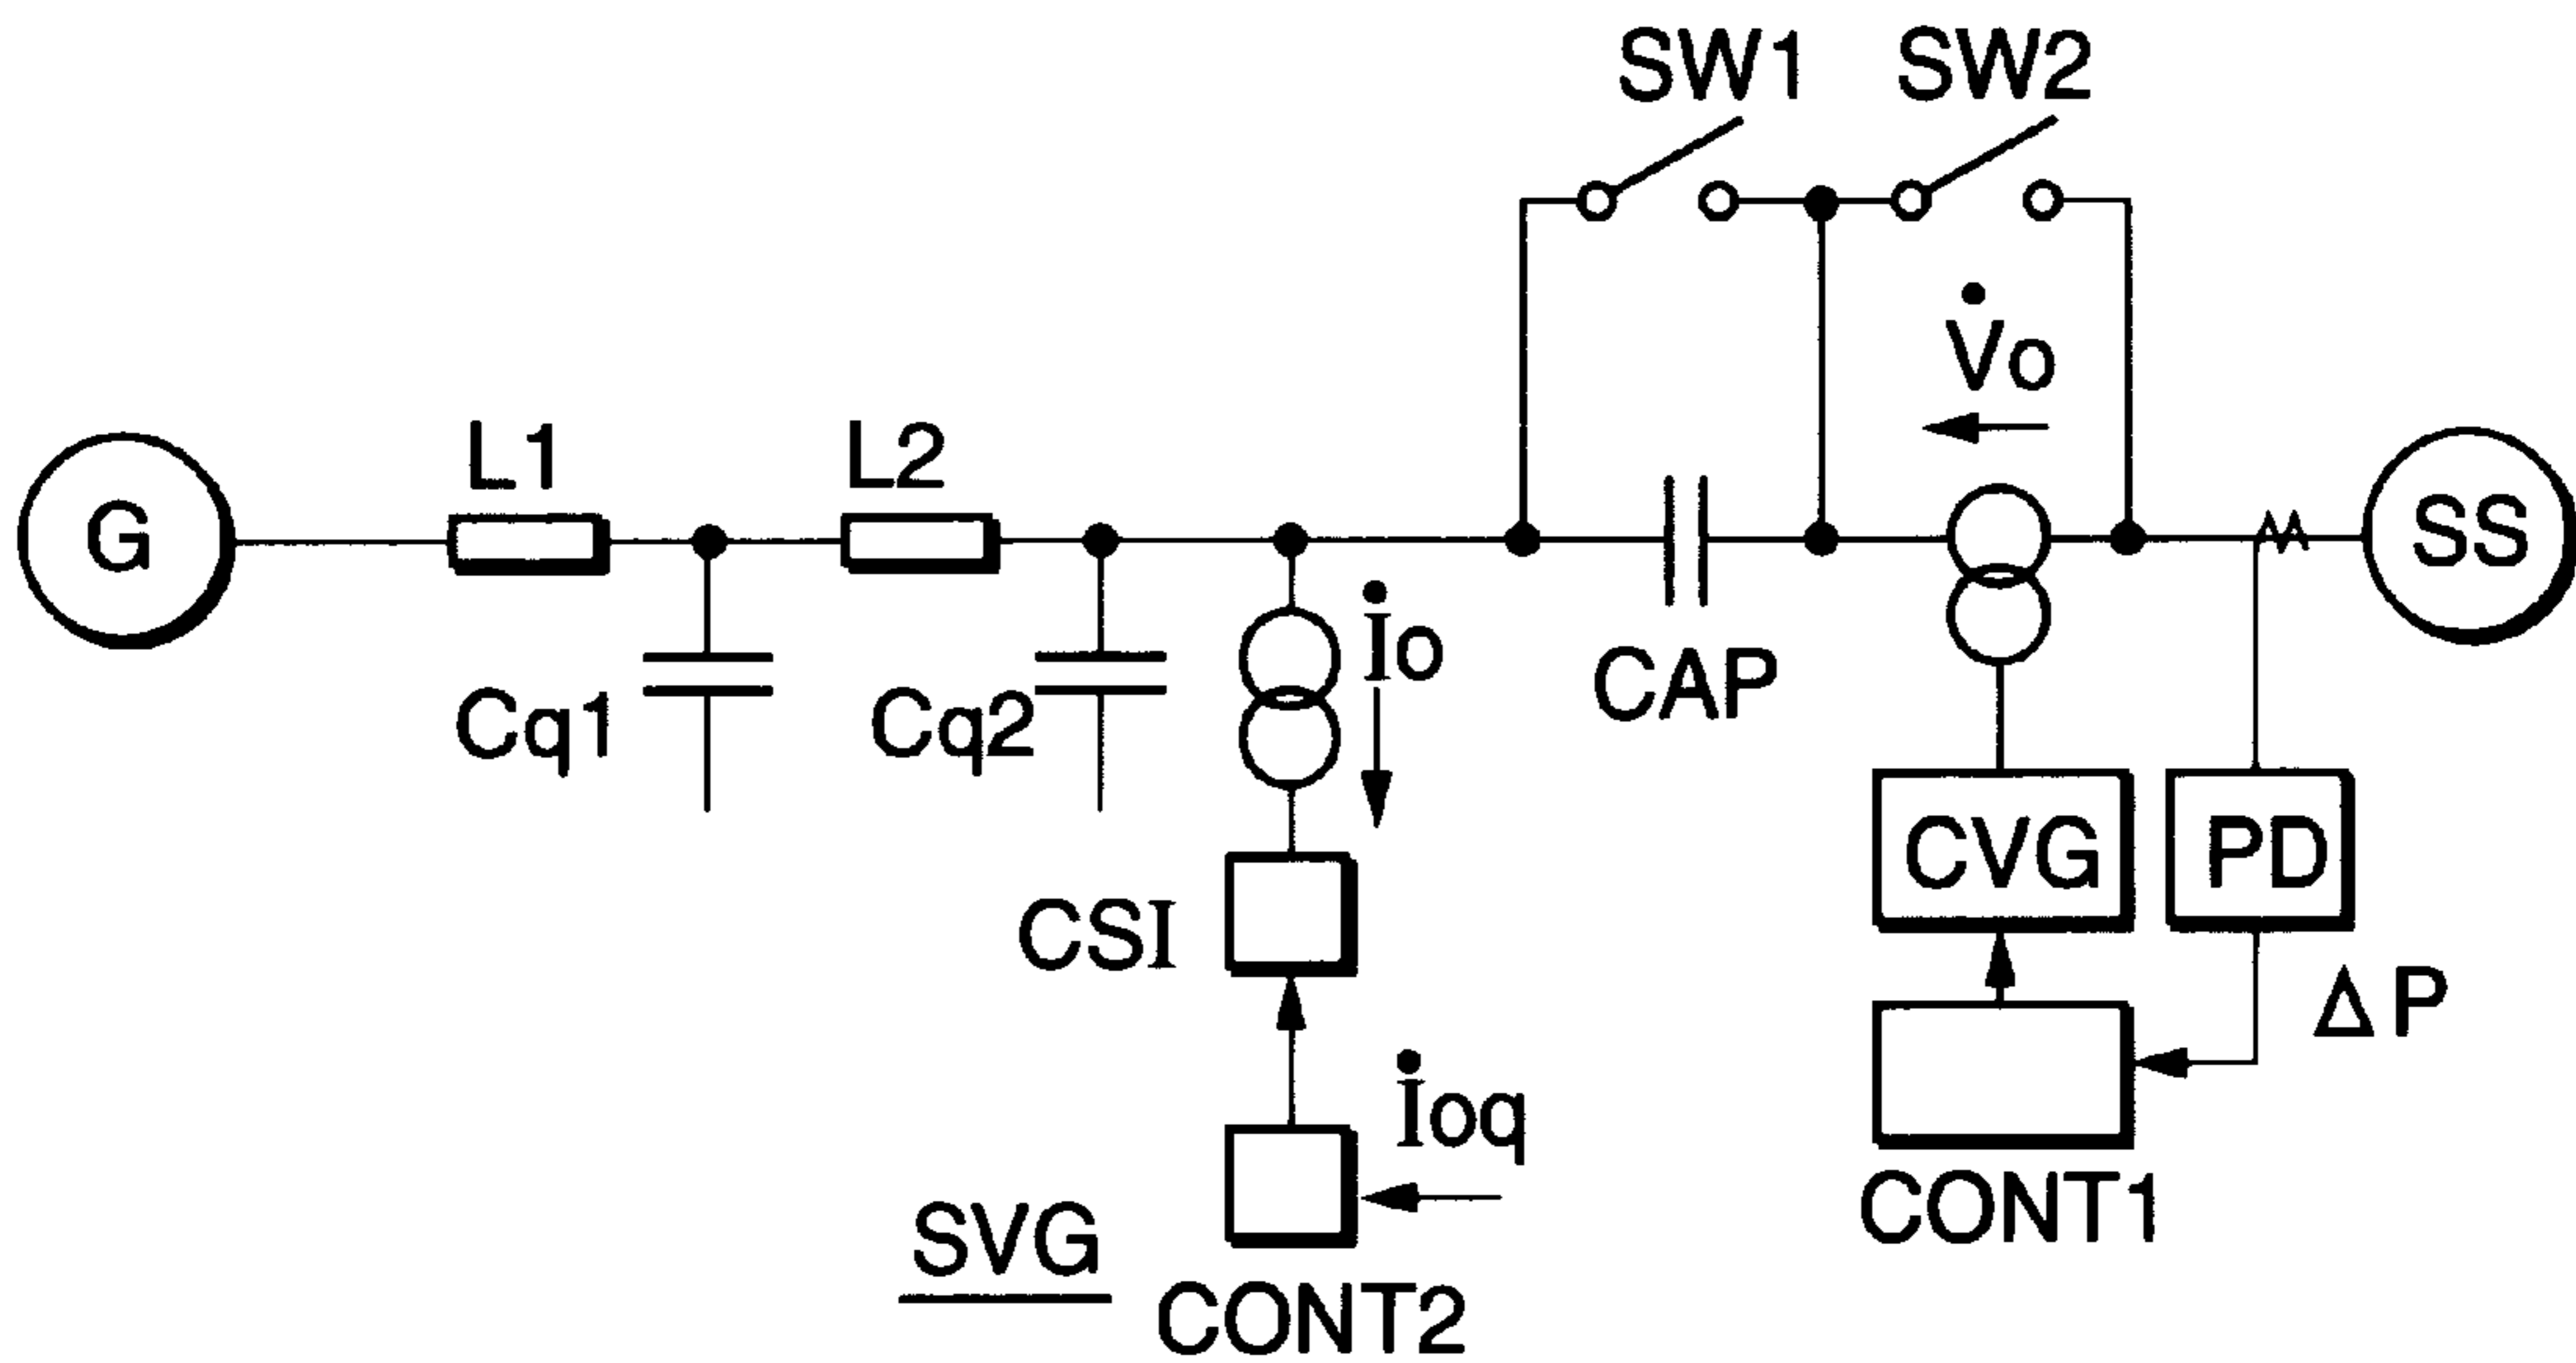 SW1 SW2
V̇o
L1 L2
G SS
İo
CAP
Cq1 Cq2
CVG PD
CSI
ΔP
İoq
CONT1
SVG
CONT2